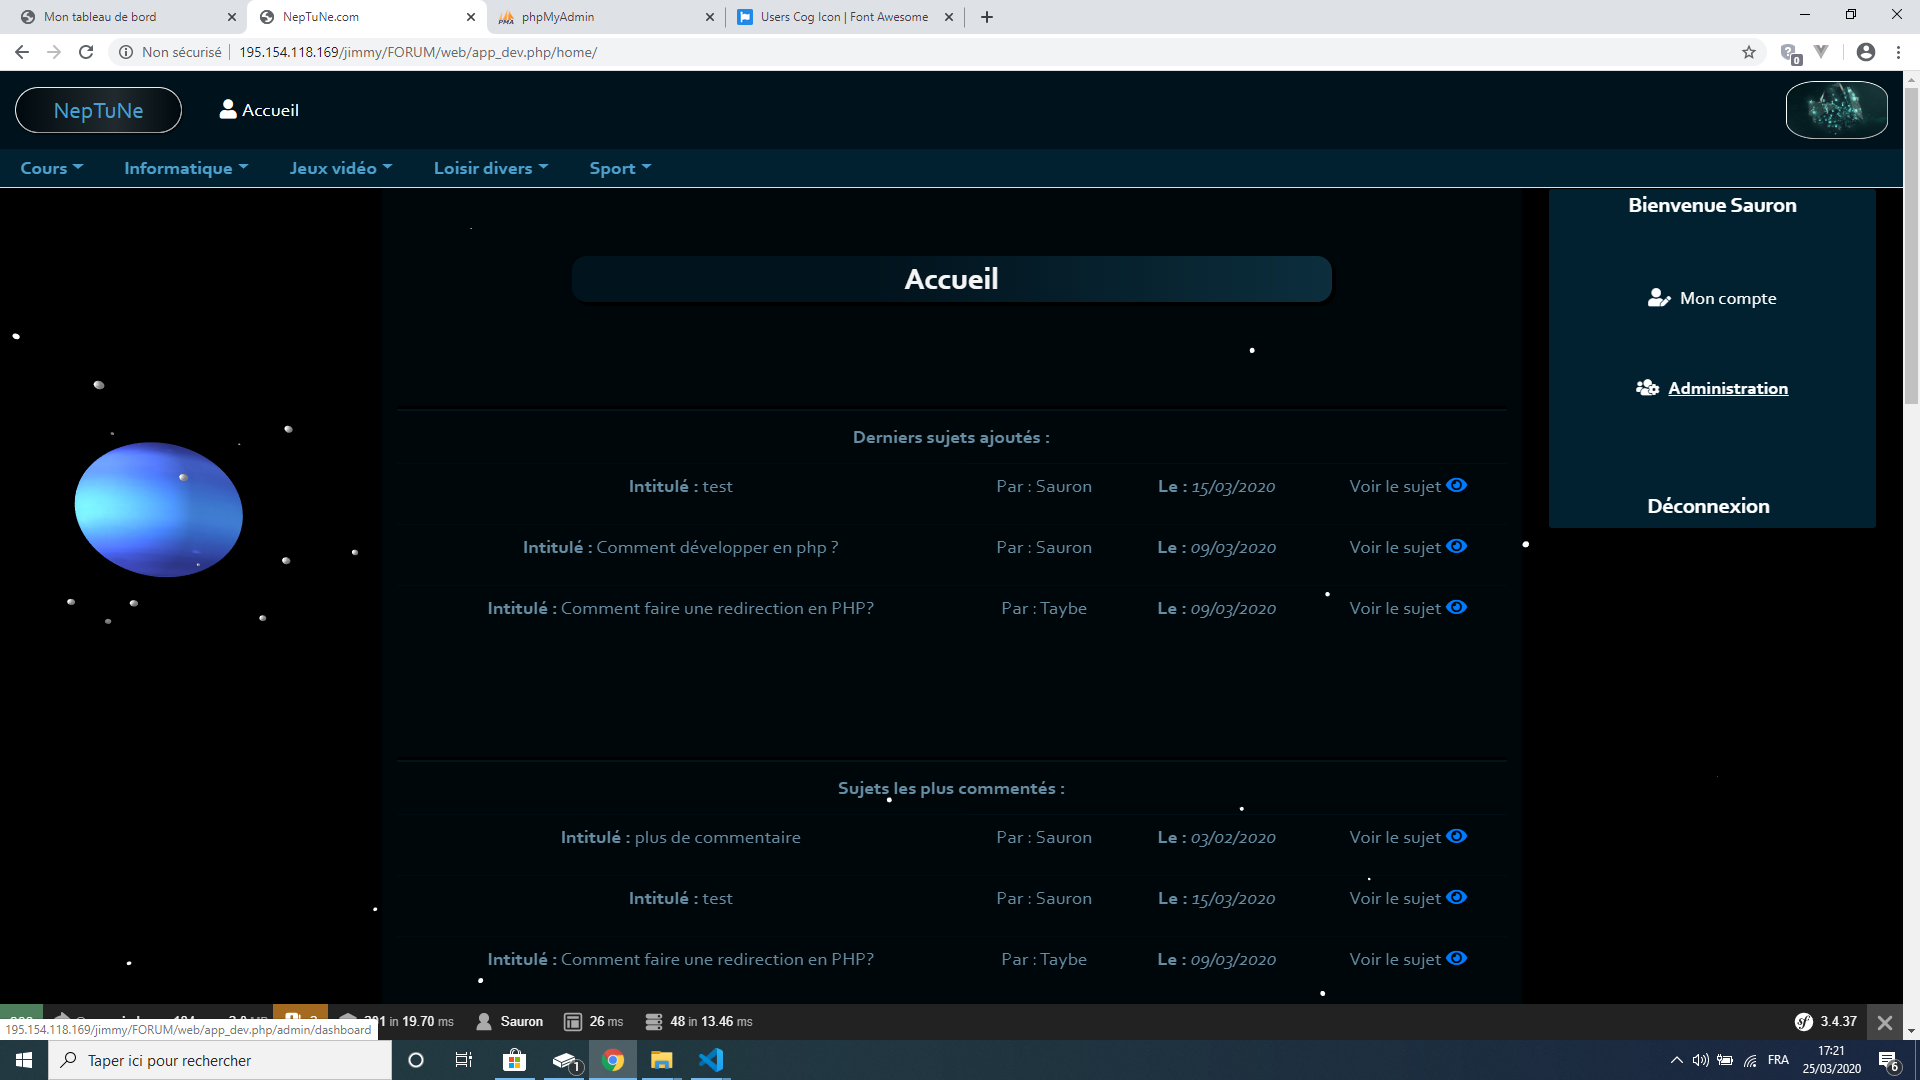 Mon tableau de bord
NepTuNe.com
phpMyAdmin
Users Cog Icon | Font Awesome
Non sécurisé
195.154.118.169/jimmy/FORUM/web/app_dev.php/home/
0
NepTuNe
Accueil
Cours
Informatique
Jeux vidéo
Loisir divers
Sport
Bienvenue Sauron
Mon compte
Administration
Déconnexion
Accueil
Derniers sujets ajoutés :
Intitulé : test Par : Sauron Le : 15/03/2020 Voir le sujet
Intitulé : Comment développer en php ? Par : Sauron Le : 09/03/2020 Voir le sujet
Intitulé : Comment faire une redirection en PHP? Par : Taybe Le : 09/03/2020 Voir le sujet
Sujets les plus commentés :
Intitulé : plus de commentaire Par : Sauron Le : 03/02/2020 Voir le sujet
Intitulé : test Par : Sauron Le : 15/03/2020 Voir le sujet
Intitulé : Comment faire une redirection en PHP? Par : Taybe Le : 09/03/2020 Voir le sujet
in 19.70 ms Sauron 26 ms 48 in 13.46 ms 3.4.37
195.154.118.169/jimmy/FORUM/web/app_dev.php/admin/dashboard
Taper ici pour rechercher
1
FRA
17:21
25/03/2020
6